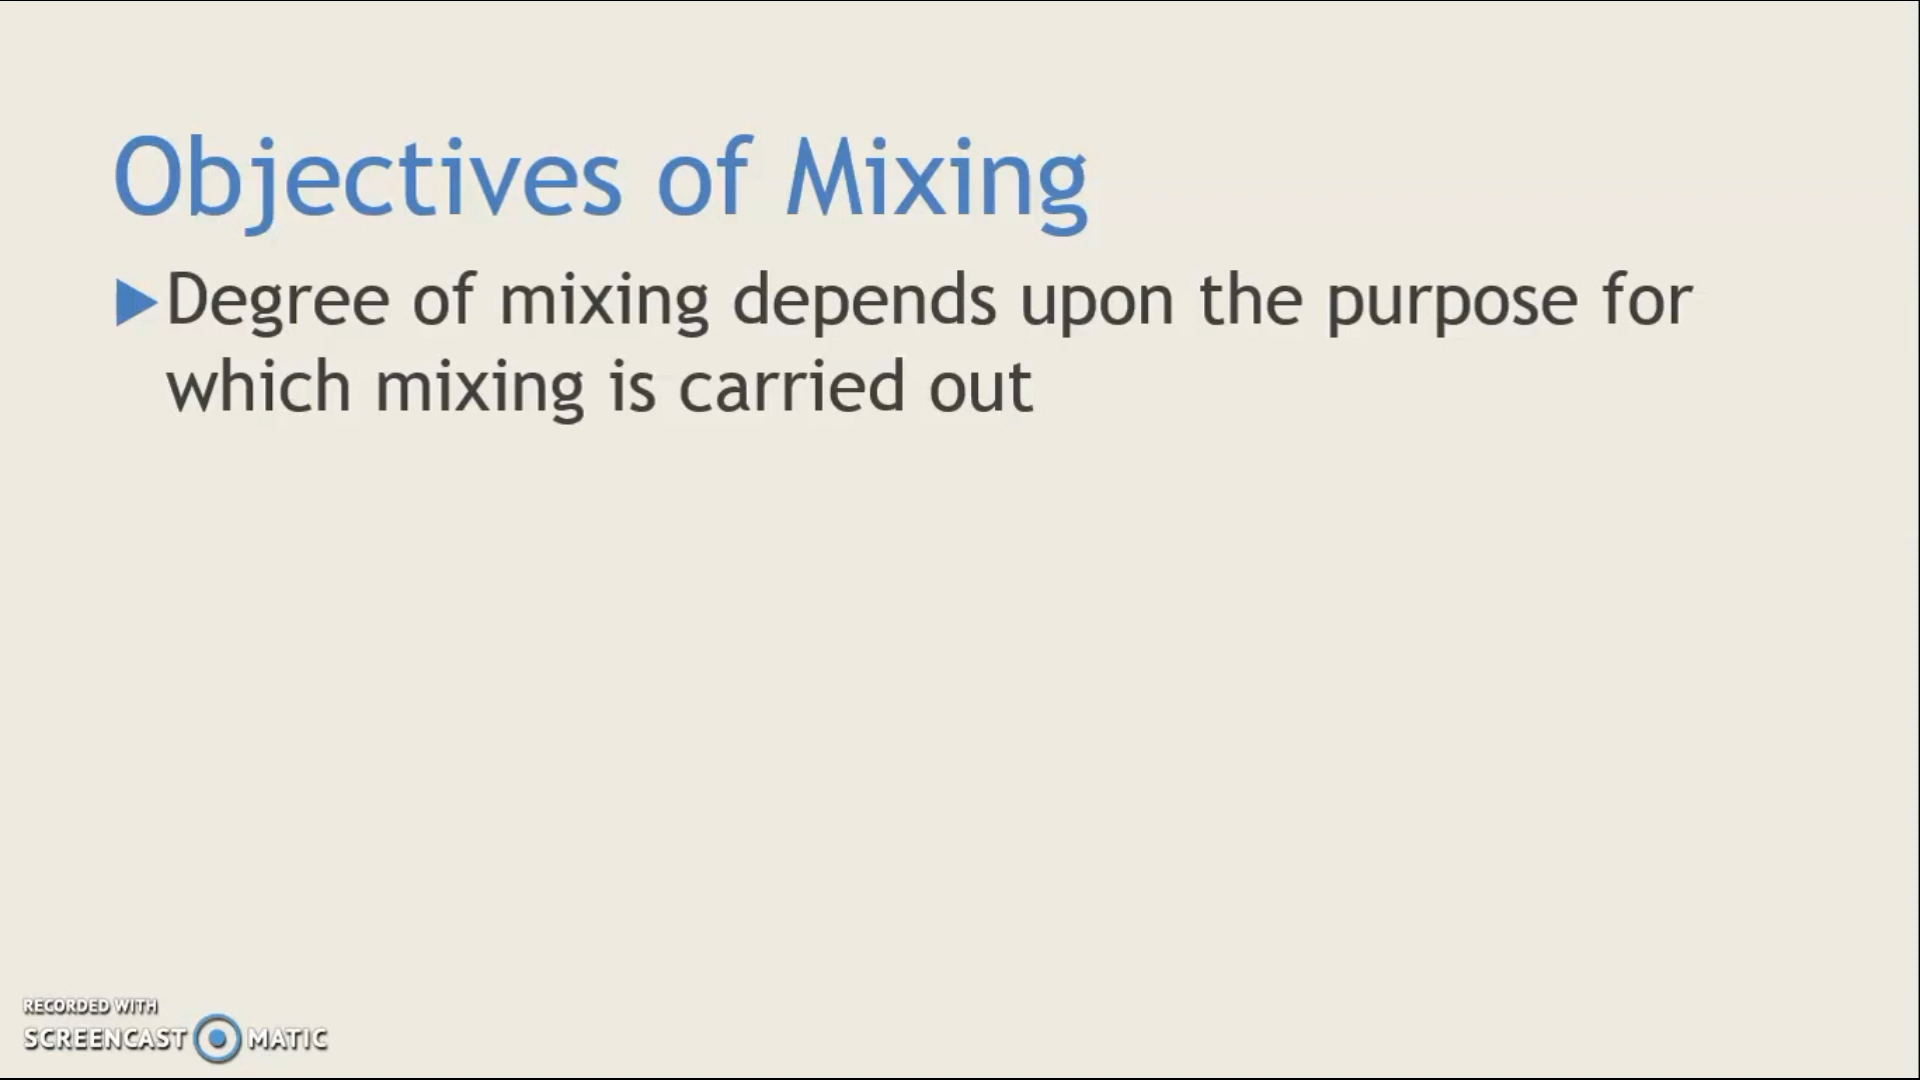 Objectives of Mixing
Degree of mixing depends upon the purpose for
which mixing is carried out
RECORDED WITH
SCREENCAST MATIC